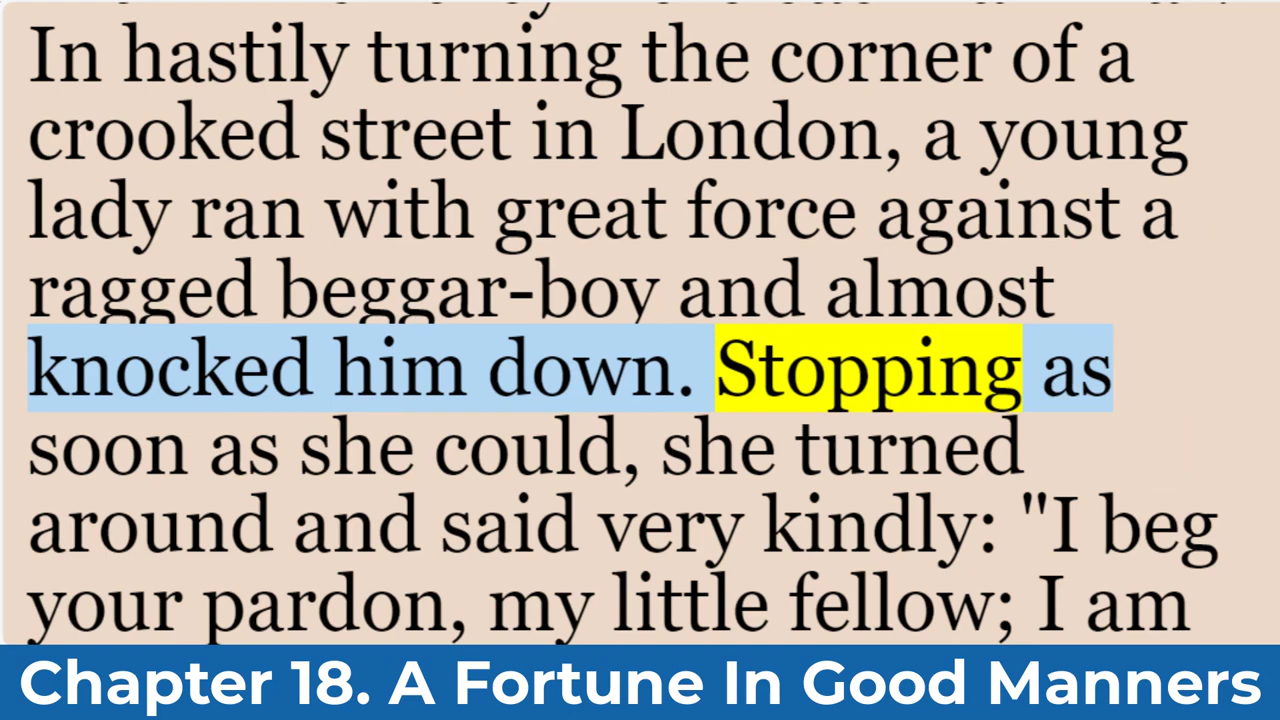 In hastily turning the corner of a
crooked street in London, a young
lady ran with great force against a
ragged beggar-boy and almost
knocked him down. Stopping as
soon as she could, she turned
around and said very kindly: "I beg
your pardon, my little fellow; I am
Chapter 18. A Fortune In Good Manners